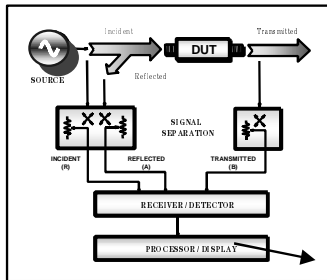 Incident
Transmitted
DUT
SOURCE
Reflected
SIGNAL
SEPARATION
INCIDENT
(R)
REFLECTED
(A)
TRANSMITTED
(B)
RECEIVER / DETECTOR
PROCESSOR / DISPLAY